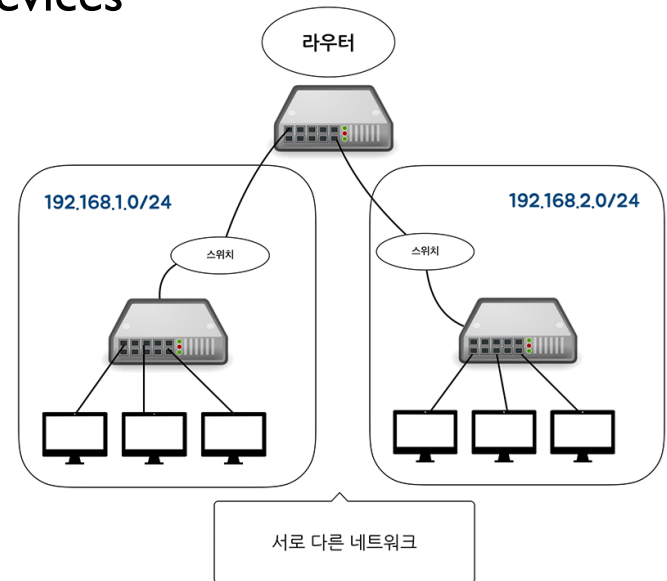 라우터
192.168.1.0/24
192.168.2.0/24
스위치
스위치
서로 다른 네트워크